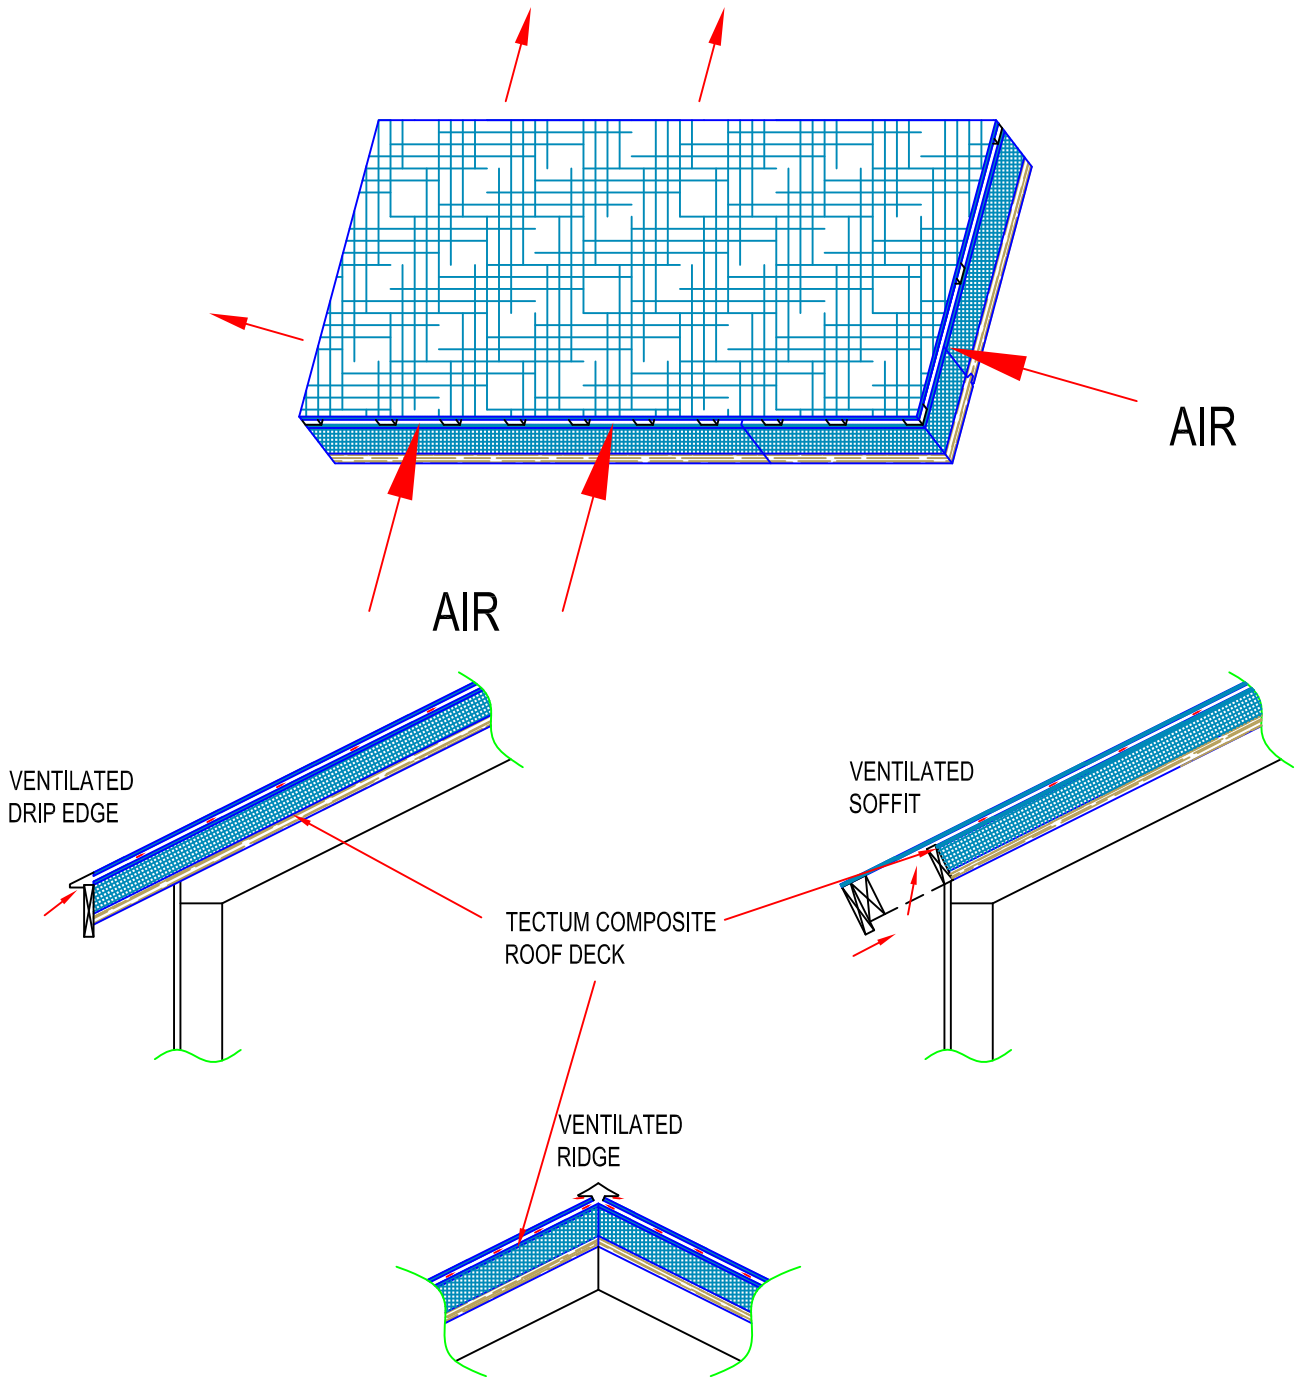 AIR
AIR
VENTILATED
DRIP EDGE
VENTILATED
SOFFIT
TECTUM COMPOSITE
ROOF DECK
VENTILATED
RIDGE